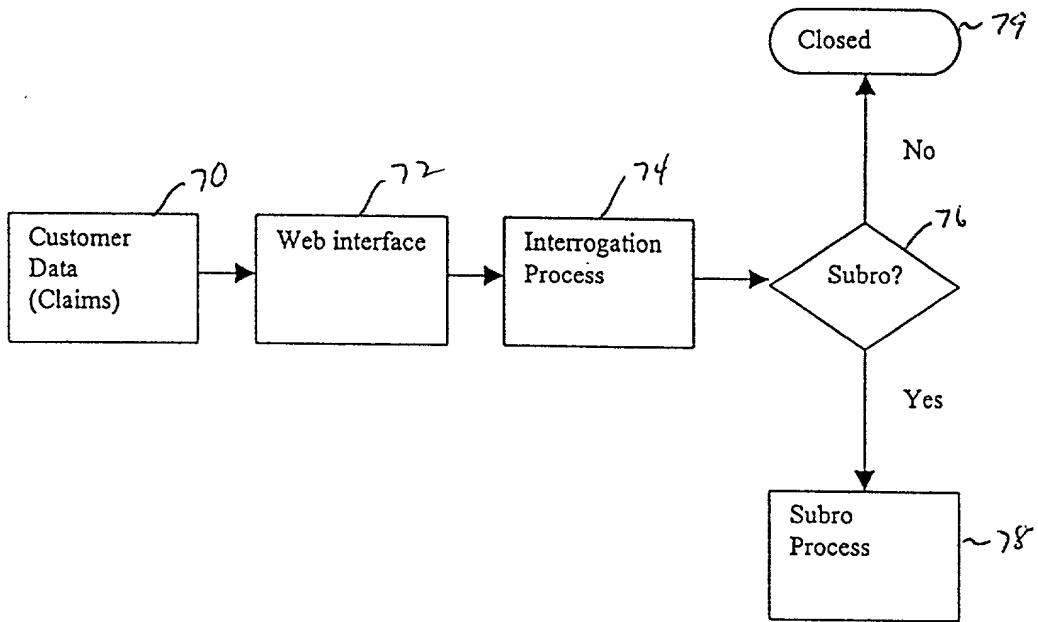 Closed
79
No
70
72
74
76
Customer
Data
(Claims)
Web interface
Interrogation
Process
Subro?
Yes
Subro
Process
78